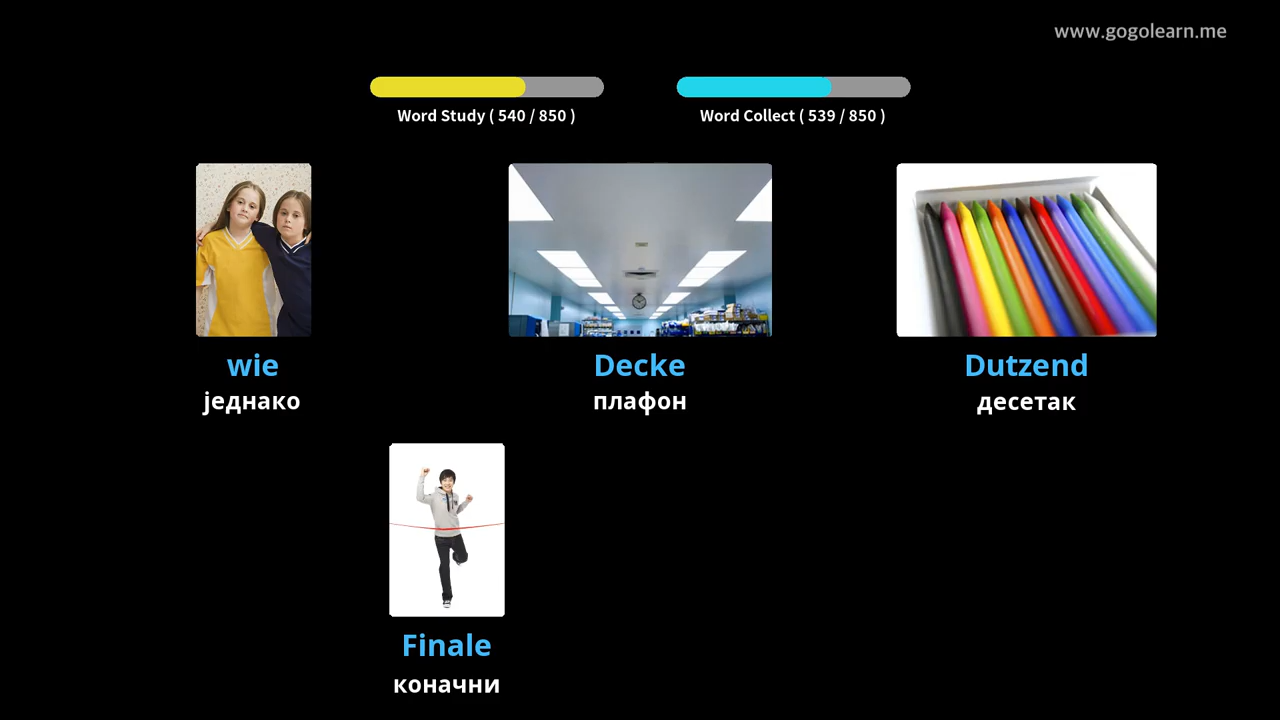 www.gogolearn.me
Word Study ( 540 / 850 )
Word Collect ( 539 / 850 )
wie
једнако
Decke
плафон
Dutzend
десетак
Finale
коначни